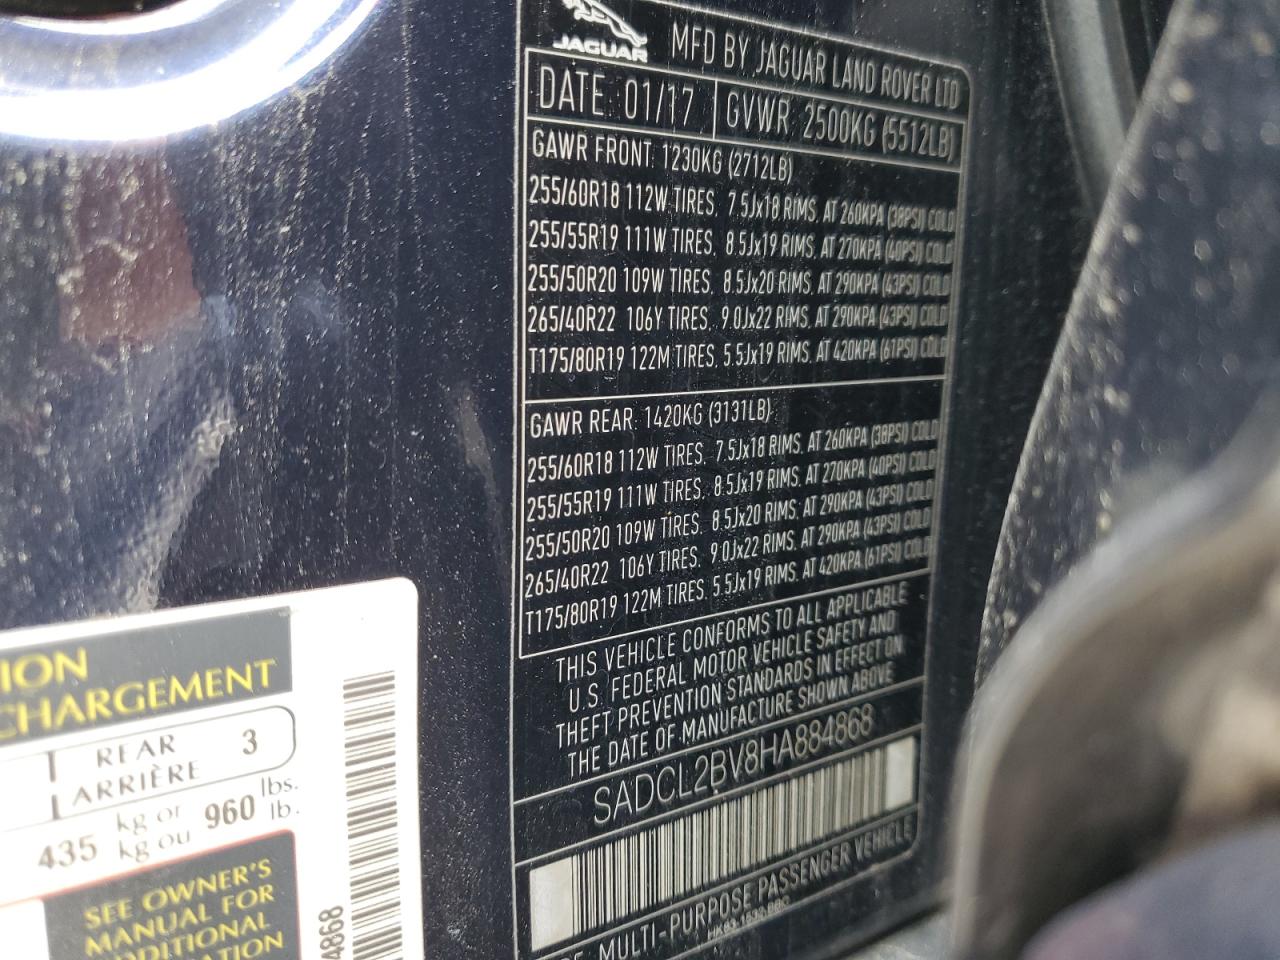 JAGUAR MFD BY JAGUAR LAND ROVER LTD
DATE: 01/17 GVWR: 2500KG (5512LB)
GAWR FRONT: 1230KG (2712LB)
255/60R18 112W TIRES, 7.5Jx18 RIMS, AT 260KPA (38PSI) COLD
255/55R19 111W TIRES, 8.5Jx19 RIMS, AT 270KPA (40PSI) COLD
255/50R20 109W TIRES, 8.5Jx20 RIMS, AT 290KPA (43PSI) COLD
265/40R22 106Y TIRES, 9.0Jx22 RIMS, AT 290KPA (43PSI) COLD
T175/80R19 122M TIRES, 5.5Jx19 RIMS, AT 420KPA (61PSI) COLD
GAWR REAR: 1420KG (3131LB)
255/60R18 112W TIRES, 7.5Jx18 RIMS, AT 260KPA (38PSI) COLD
255/55R19 111W TIRES, 8.5Jx19 RIMS, AT 270KPA (40PSI) COLD
255/50R20 109W TIRES, 8.5Jx20 RIMS, AT 290KPA (43PSI) COLD
265/40R22 106Y TIRES, 9.0Jx22 RIMS, AT 290KPA (43PSI) COLD
T175/80R19 122M TIRES, 5.5Jx19 RIMS, AT 420KPA (61PSI) COLD
THIS VEHICLE CONFORMS TO ALL APPLICABLE
U.S. FEDERAL MOTOR VEHICLE SAFETY AND
THEFT PREVENTION STANDARDS IN EFFECT ON
THE DATE OF MANUFACTURE SHOWN ABOVE
SADCL2BV8HA884868
MULTI-PURPOSE PASSENGER VEHICLE
ION
CHARGEMENT
REAR 3
ARRIÈRE
435 kg or 960 lbs.
kg ou lb.
SEE OWNER'S
MANUAL FOR
ADDITIONAL
4868